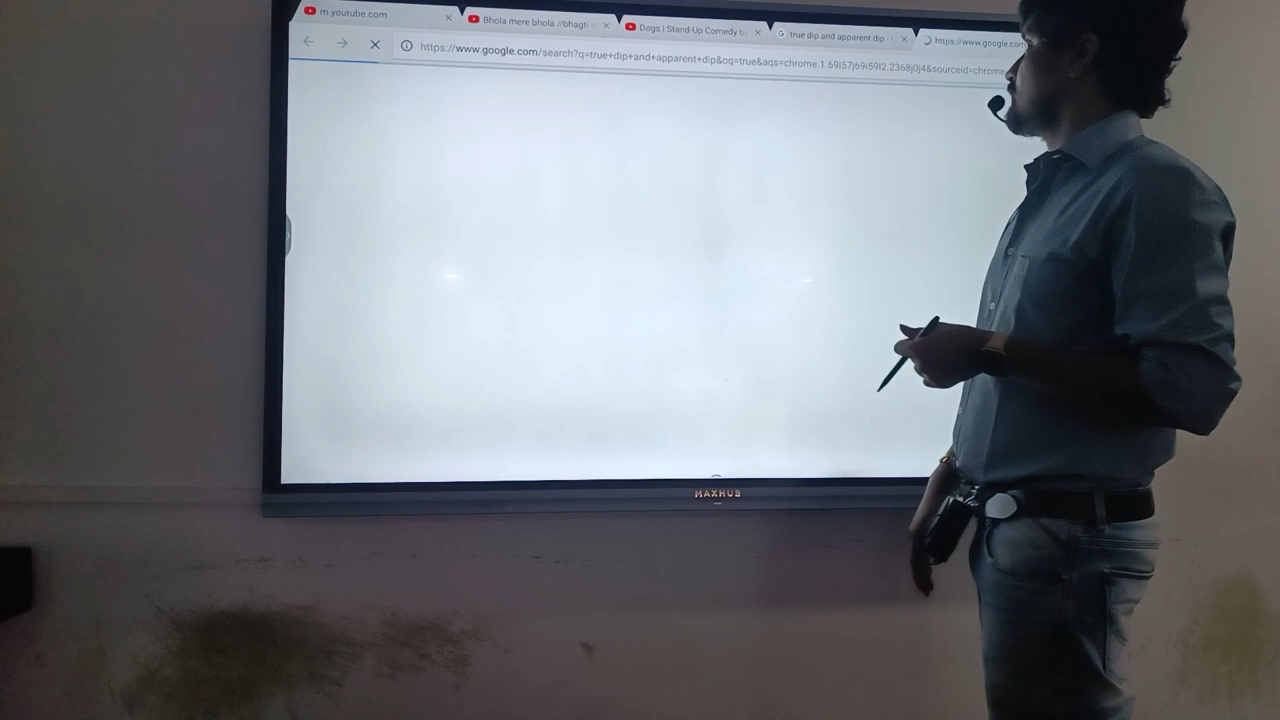 m.youtube.com
Bhola mere bhola //bhagti
Dogs | Stand-Up Comedy b
true dip and apparent dip -
https://www.google.com
https://www.google.com/search?q=true+dip+and+apparent+dip&oq=true&aqs=chrome.1.69i57j69i59l2.2368j0j4&sourceid=chrome
MAXHUB